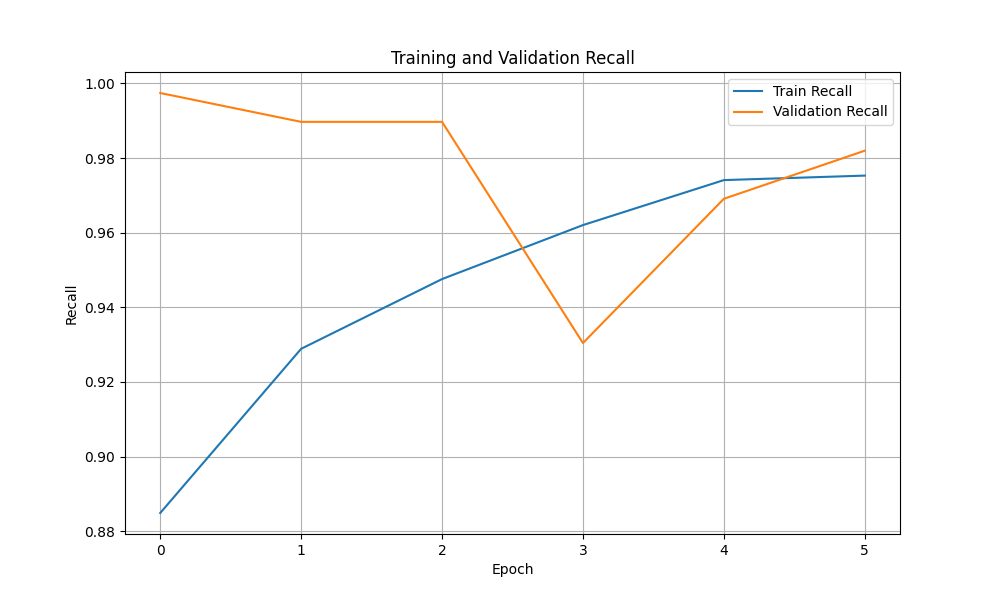 Training and Validation Recall
Train Recall
Validation Recall
Recall
1.00
0.98
0.96
0.94
0.92
0.90
0.88
0 1 2 3 4 5
Epoch